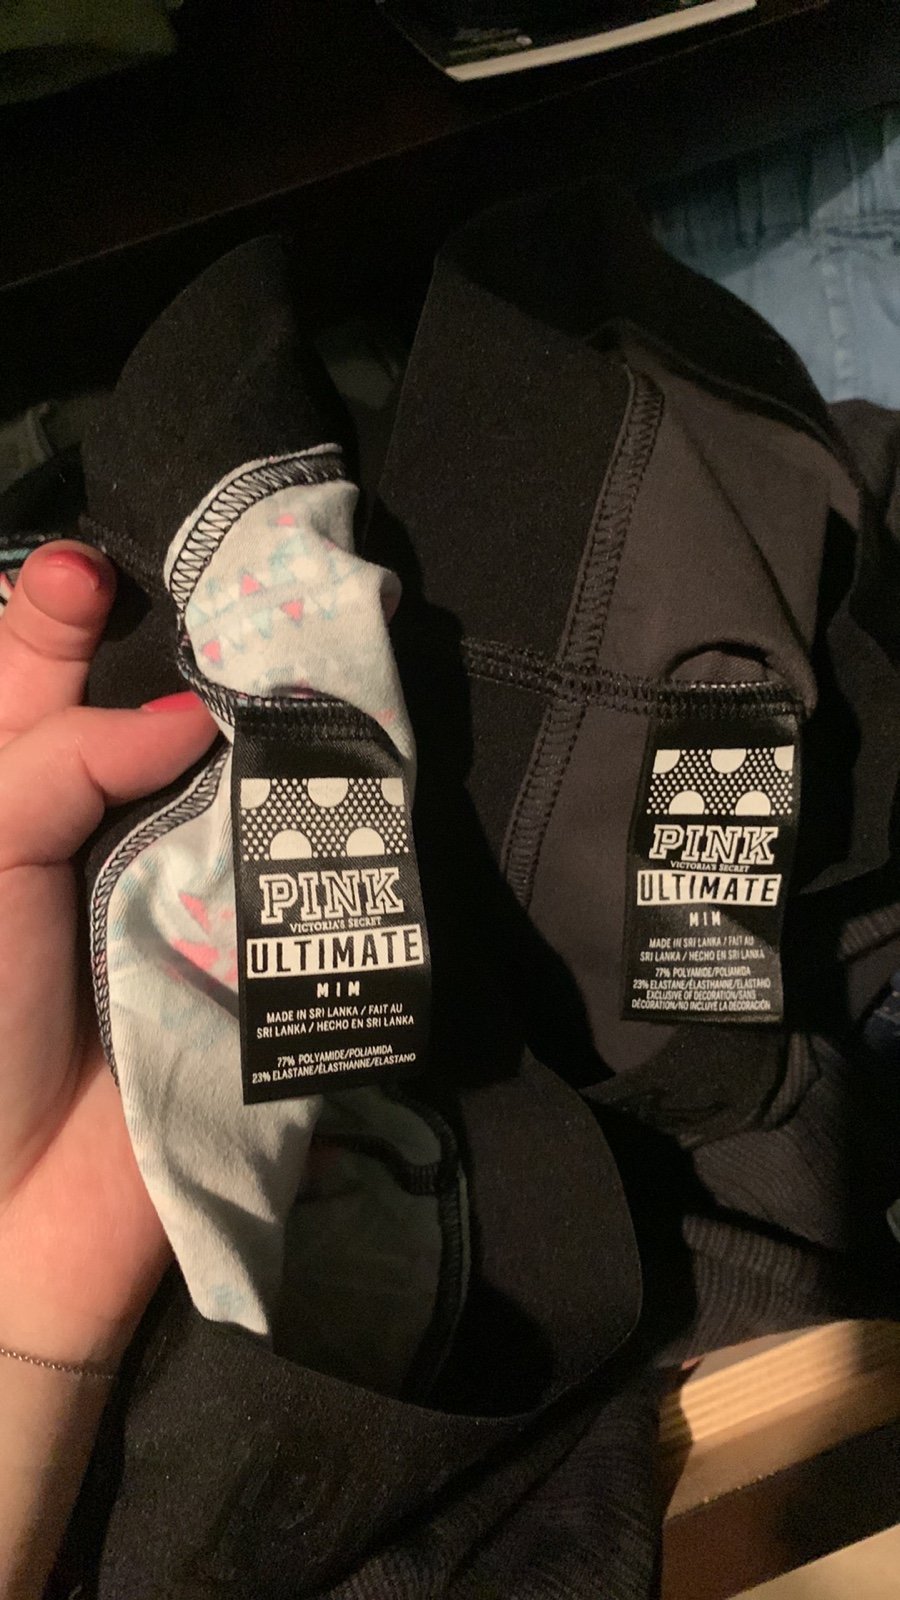 PINK
VICTORIA'S SECRET
ULTIMATE
M | M
MADE IN SRI LANKA / FAIT AU
SRI LANKA / HECHO EN SRI LANKA
77% POLYAMIDE/POLIAMIDA
23% ELASTANE/ÉLASTHANNE/ELASTANO
PINK
VICTORIA'S SECRET
ULTIMATE
M | M
MADE IN SRI LANKA / FAIT AU
SRI LANKA / HECHO EN SRI LANKA
77% POLYAMIDE/POLIAMIDA
23% ELASTANE/ÉLASTHANNE/ELASTANO
EXCLUSIVE OF DECORATION/SANS
DÉCORATION/NO INCLUYE LA DECORACIÓN